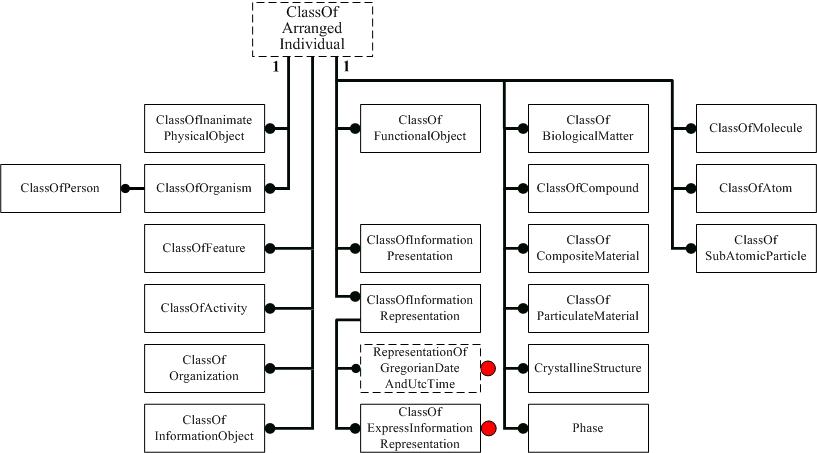 ClassOf
Arranged
Individual
1
1
ClassOfInanimate
PhysicalObject
ClassOf
FunctionalObject
ClassOf
BiologicalMatter
ClassOfMolecule
ClassOfPerson
ClassOfOrganism
ClassOfCompound
ClassOfAtom
ClassOfFeature
ClassOfInformation
Presentation
ClassOf
CompositeMaterial
ClassOf
SubAtomicParticle
ClassOfActivity
ClassOfInformation
Representation
ClassOf
ParticulateMaterial
ClassOf
Organization
RepresentationOf
GregorianDate
AndUtcTime
CrystallineStructure
ClassOf
InformationObject
ClassOf
ExpressInformation
Representation
Phase